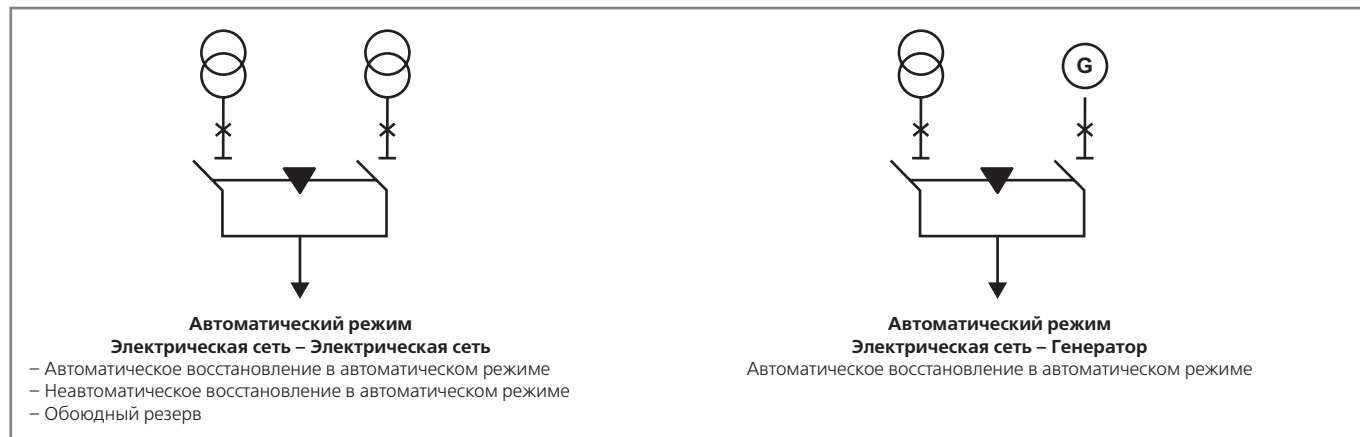 G
Автоматический режим
Электрическая сеть – Электрическая сеть
– Автоматическое восстановление в автоматическом режиме
– Неавтоматическое восстановление в автоматическом режиме
– Обоюдный резерв
Автоматический режим
Электрическая сеть – Генератор
Автоматическое восстановление в автоматическом режиме